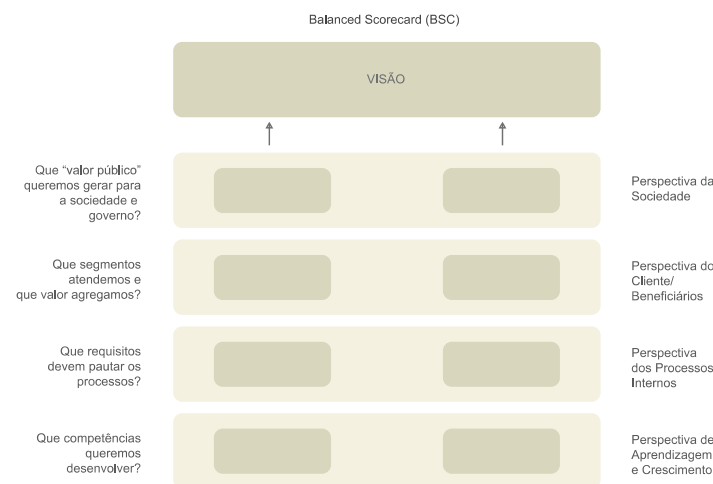 Balanced Scorecard (BSC)
VISÃO
Que “valor público”
queremos gerar para
a sociedade e
governo?
Perspectiva da
Sociedade
Que segmentos
atendemos e
que valor agregamos?
Perspectiva do
Cliente/
Beneficiários
Que requisitos
devem pautar os
processos?
Perspectiva
dos Processos
Internos
Que competências
queremos
desenvolver?
Perspectiva de
Aprendizagem
e Crescimento